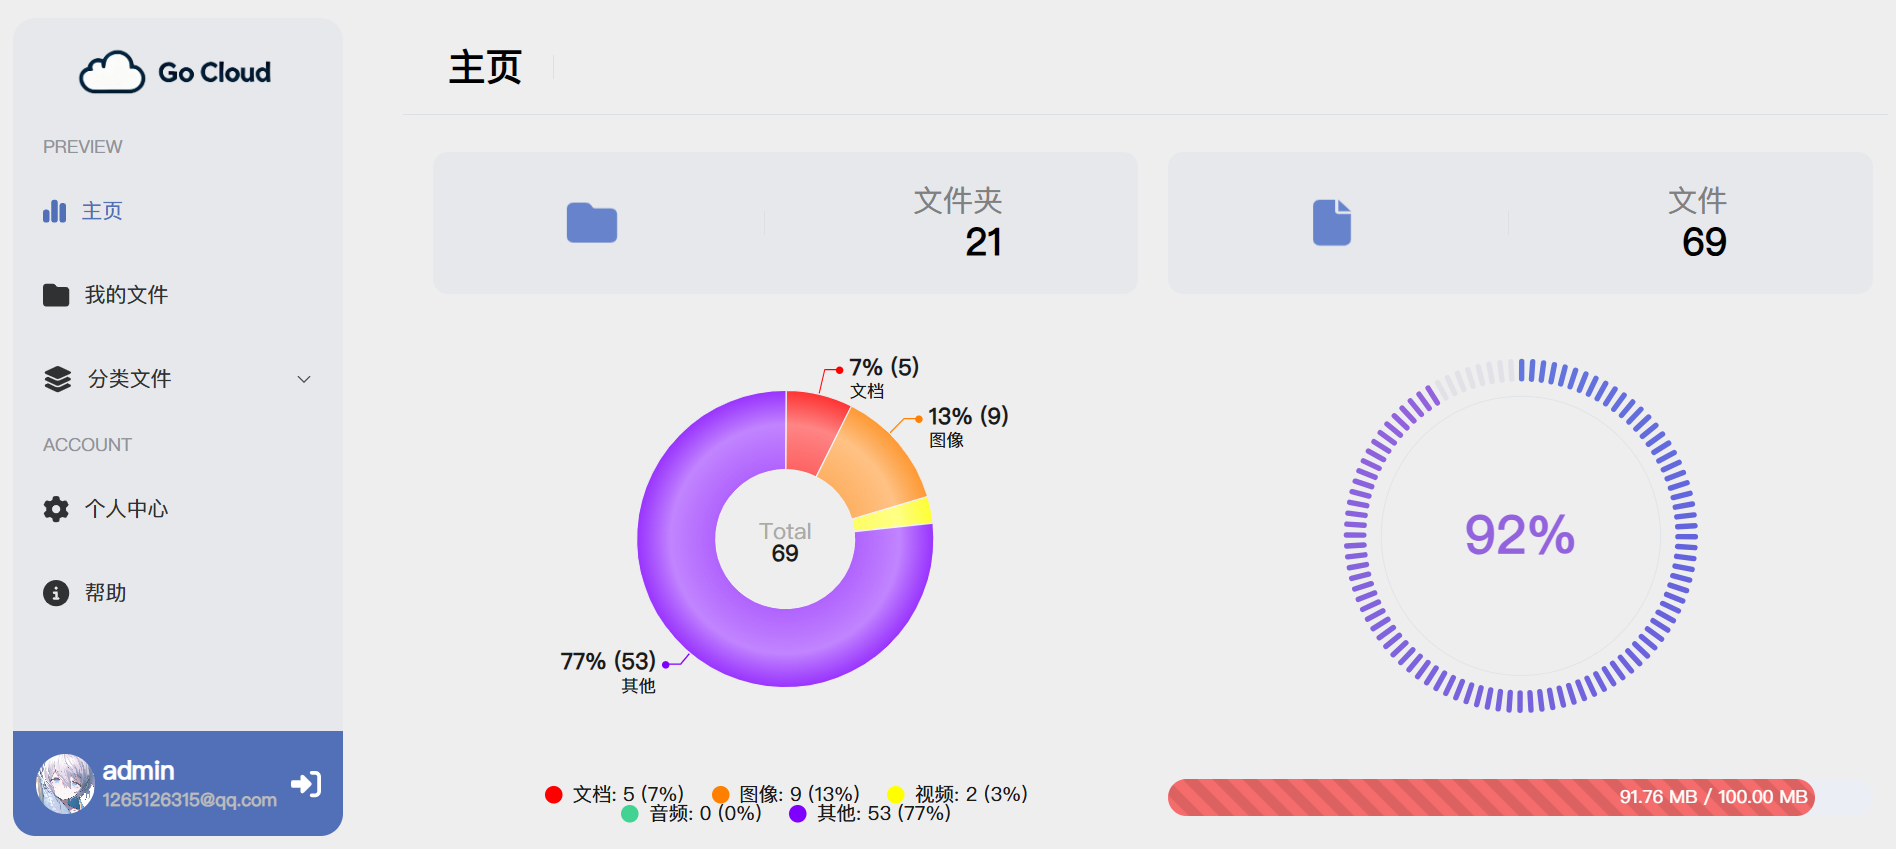 Go Cloud
PREVIEW
主页
我的文件
分类文件
ACCOUNT
个人中心
帮助
admin
1265126315@qq.com
主页
文件夹
21
文件
69
7% (5)
文档
13% (9)
图像
Total
69
77% (53)
其他
文档: 5 (7%) 图像: 9 (13%) 视频: 2 (3%)
音频: 0 (0%) 其他: 53 (77%)
92%
91.76 MB / 100.00 MB